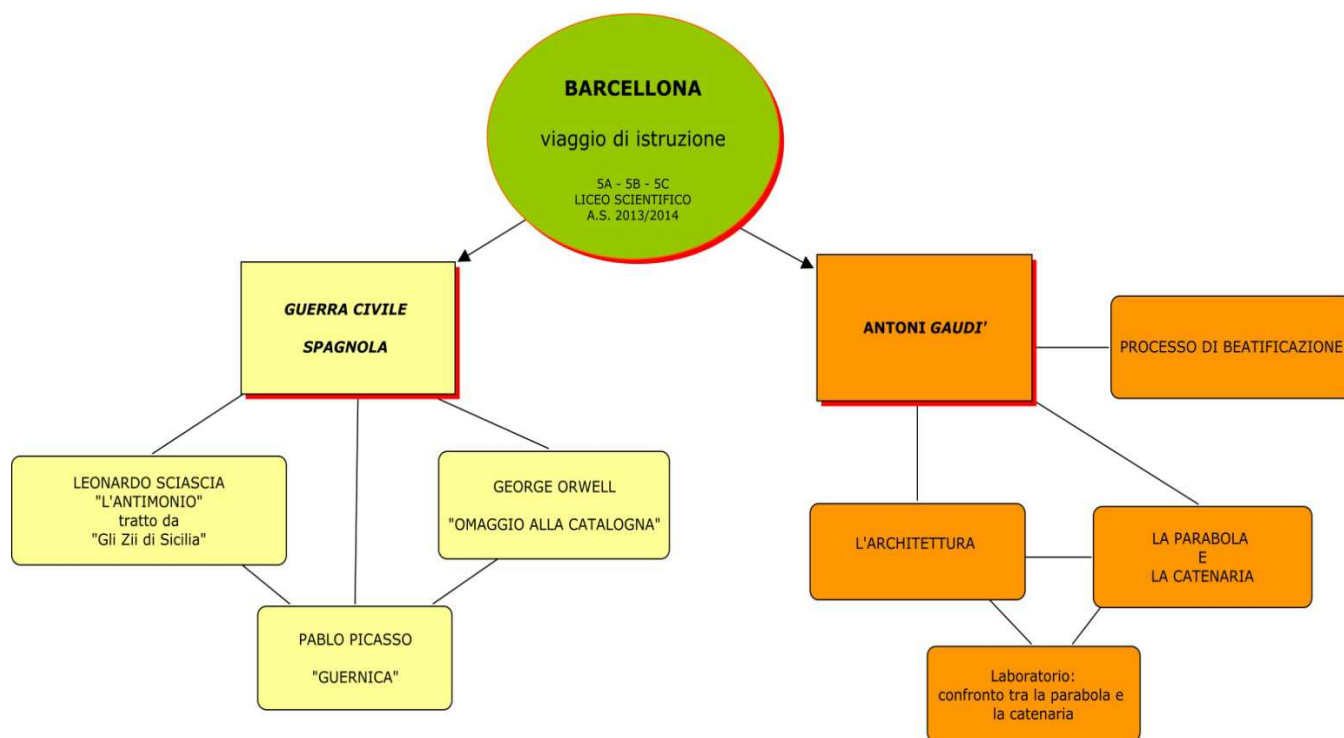 BARCELLONA
viaggio di istruzione
5A - 5B - 5C
LICEO SCIENTIFICO
A.S. 2013/2014
GUERRA CIVILE
SPAGNOLA
LEONARDO SCIASCIA
"L'ANTIMONIO"
tratto da
"Gli Zii di Sicilia"
GEORGE ORWELL
"OMAGGIO ALLA CATALOGNA"
PABLO PICASSO
"GUERNICA"
ANTONI GAUDI'
PROCESSO DI BEATIFICAZIONE
L'ARCHITETTURA
LA PARABOLA
E
LA CATENARIA
Laboratorio:
confronto tra la parabola e
la catenaria